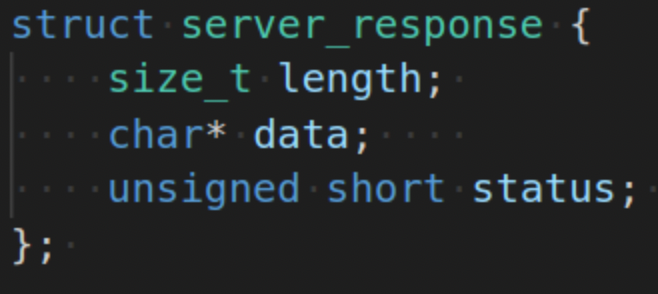 struct server_response {
    size_t length;
    char* data;
    unsigned short status;
};